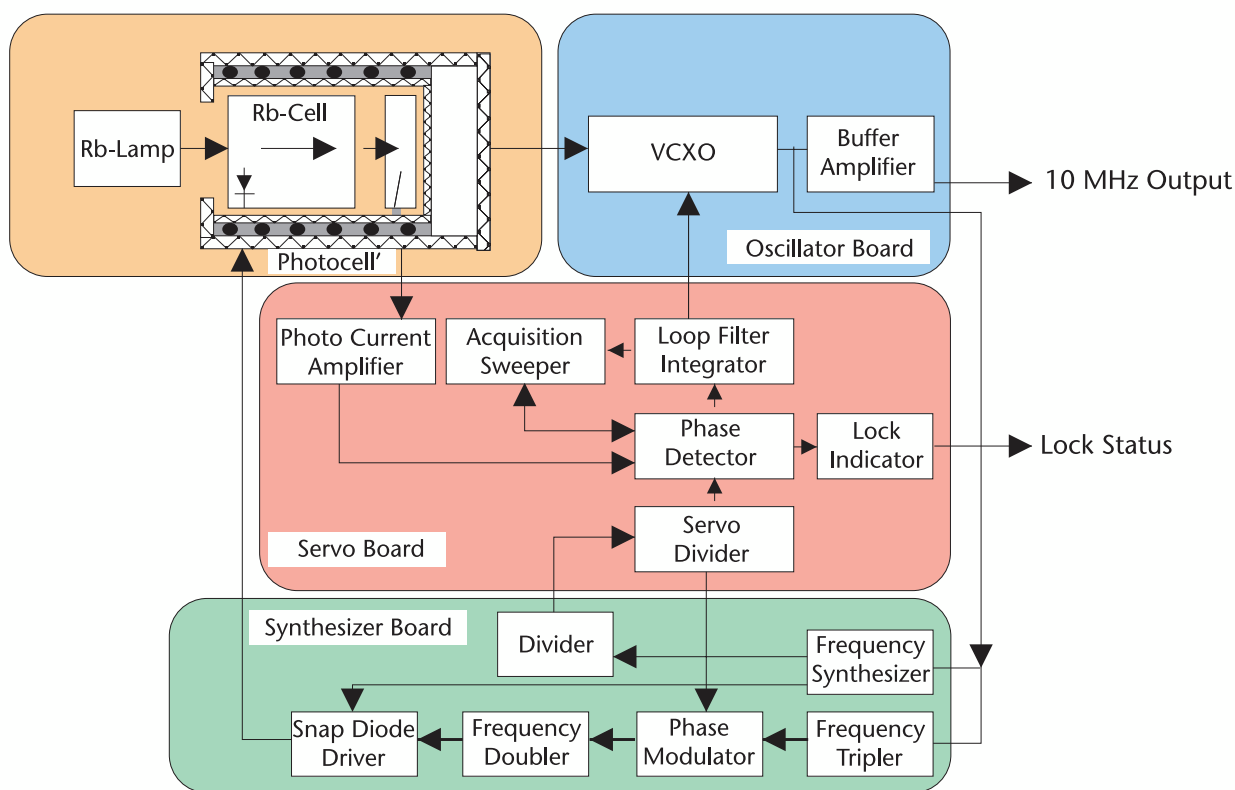 Rb-Lamp
Rb-Cell
Photocell’
VCXO
Buffer
Amplifier
10 MHz Output
Oscillator Board
Photo Current
Amplifier
Acquisition
Sweeper
Loop Filter
Integrator
Phase
Detector
Lock
Indicator
Lock Status
Servo
Divider
Servo Board
Synthesizer Board
Divider
Frequency
Synthesizer
Snap Diode
Driver
Frequency
Doubler
Phase
Modulator
Frequency
Tripler